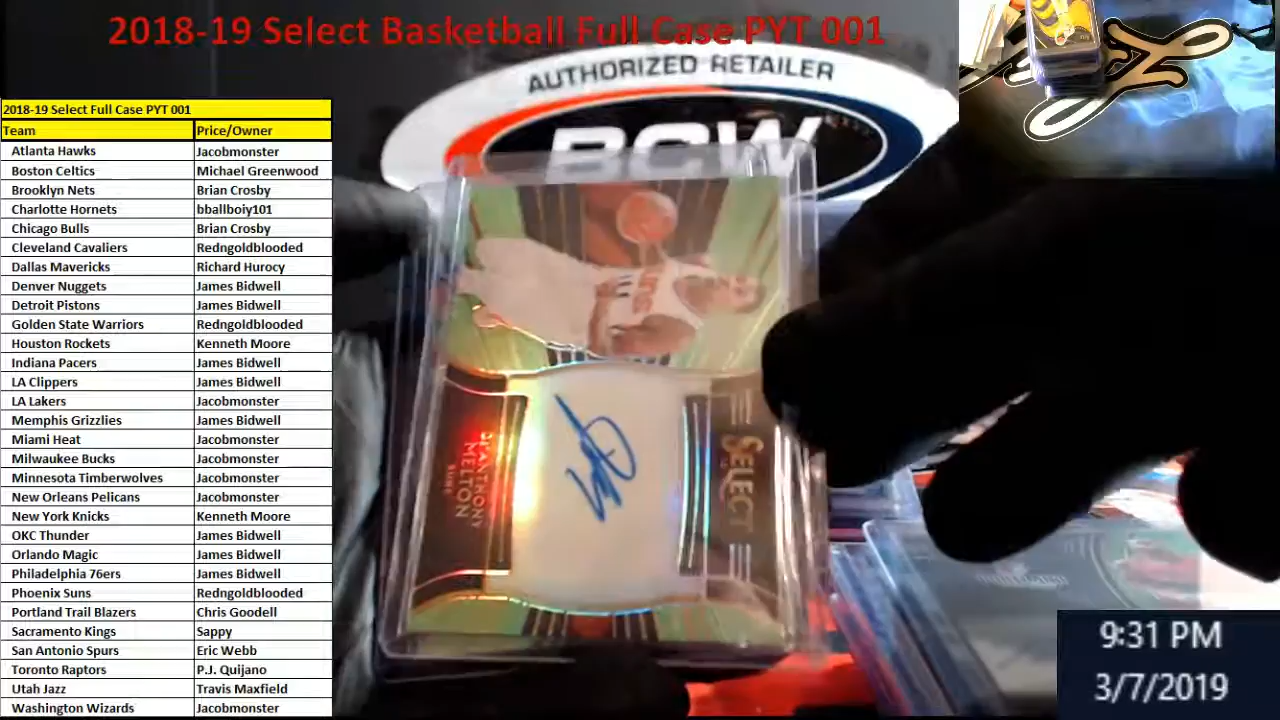 2018-19 Select Basketball Full Case PYT 001
AUTHORIZED RETAILER
BCW
2018-19 Select Full Case PYT 001
Team Price/Owner
Atlanta Hawks Jacobmonster
Boston Celtics Michael Greenwood
Brooklyn Nets Brian Crosby
Charlotte Hornets bballboiy101
Chicago Bulls Brian Crosby
Cleveland Cavaliers Redngoldblooded
Dallas Mavericks Richard Hurocy
Denver Nuggets James Bidwell
Detroit Pistons James Bidwell
Golden State Warriors Redngoldblooded
Houston Rockets Kenneth Moore
Indiana Pacers James Bidwell
LA Clippers James Bidwell
LA Lakers Jacobmonster
Memphis Grizzlies James Bidwell
Miami Heat Jacobmonster
Milwaukee Bucks Jacobmonster
Minnesota Timberwolves Jacobmonster
New Orleans Pelicans Jacobmonster
New York Knicks Kenneth Moore
OKC Thunder James Bidwell
Orlando Magic James Bidwell
Philadelphia 76ers James Bidwell
Phoenix Suns Redngoldblooded
Portland Trail Blazers Chris Goodell
Sacramento Kings Sappy
San Antonio Spurs Eric Webb
Toronto Raptors P.J. Quijano
Utah Jazz Travis Maxfield
Washington Wizards Jacobmonster
SELECT
DE'ANTHONY
MELTON
SUNS
9:31 PM
3/7/2019